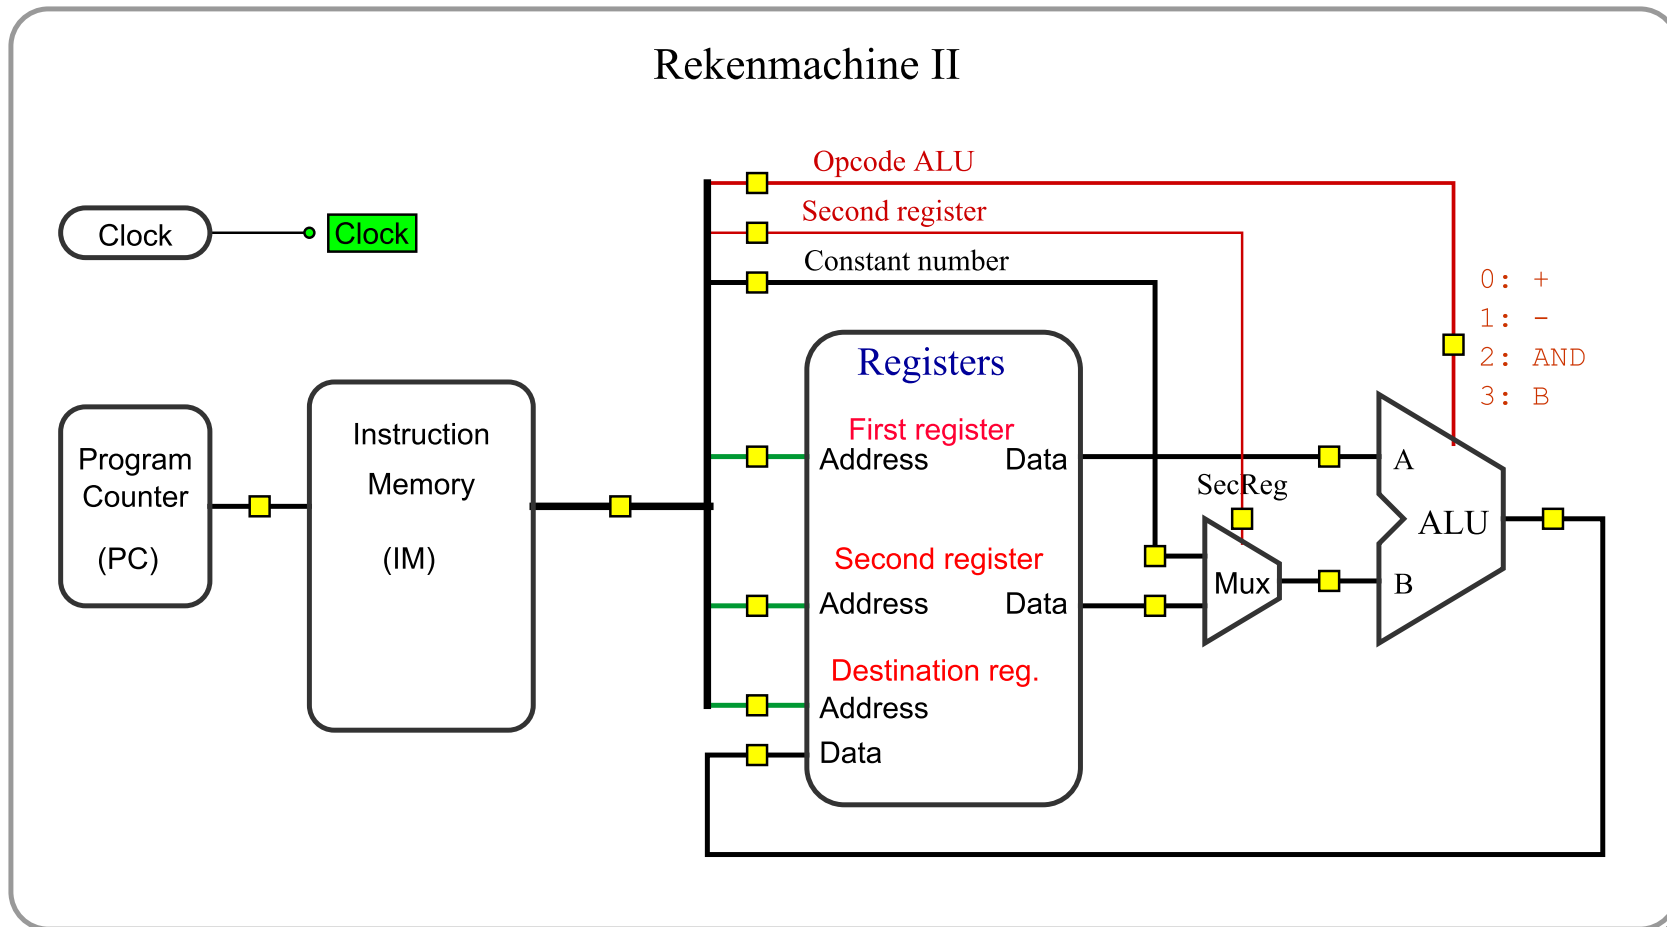 Rekenmachine II
Opcode ALU
Second register
Constant number
Clock
Clock
0: +
1: -
2: AND
3: B
Registers
First register
Address
Data
Second register
Address
Data
Destination reg.
Address
Data
Program
Counter
(PC)
Instruction
Memory
(IM)
SecReg
Mux
A
ALU
B